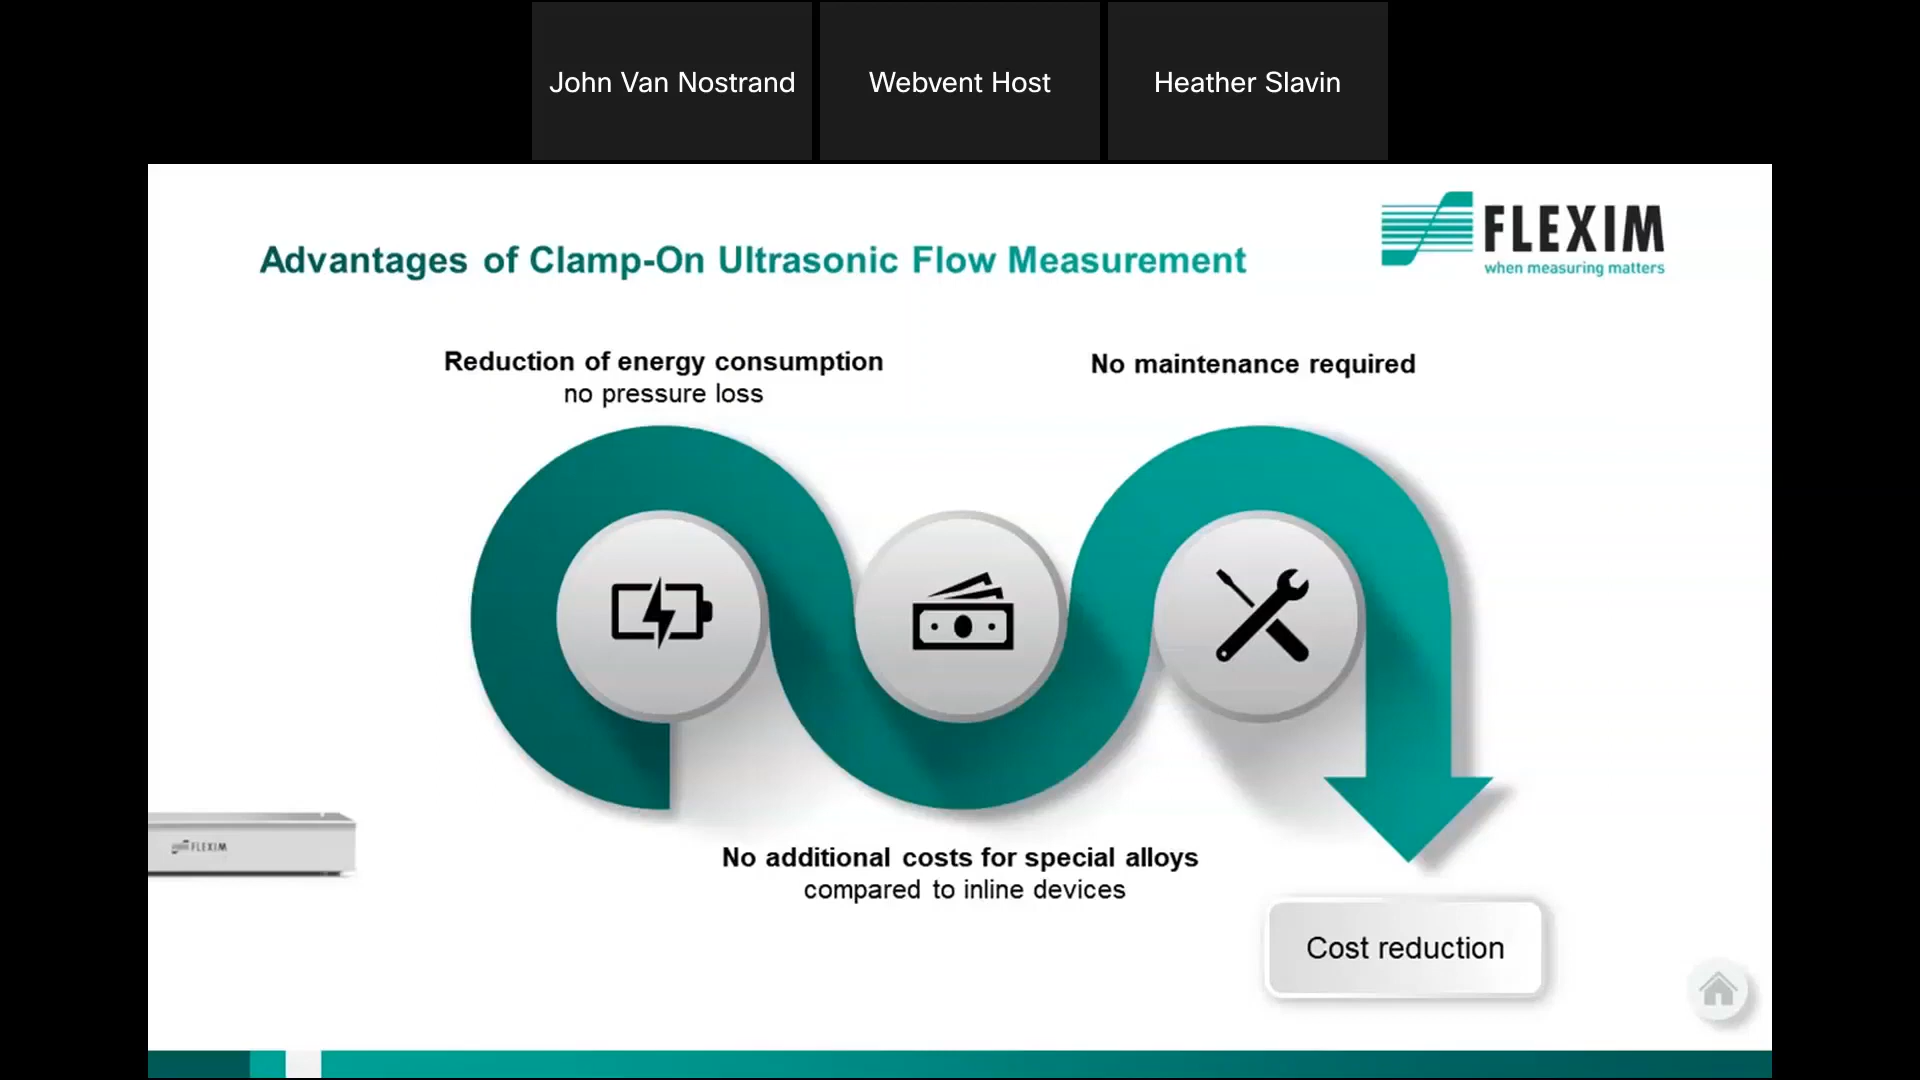 John Van Nostrand
Webvent Host
Heather Slavin
FLEXIM
when measuring matters
Advantages of Clamp-On Ultrasonic Flow Measurement
Reduction of energy consumption
no pressure loss
No maintenance required
FLEXIM
No additional costs for special alloys
compared to inline devices
Cost reduction